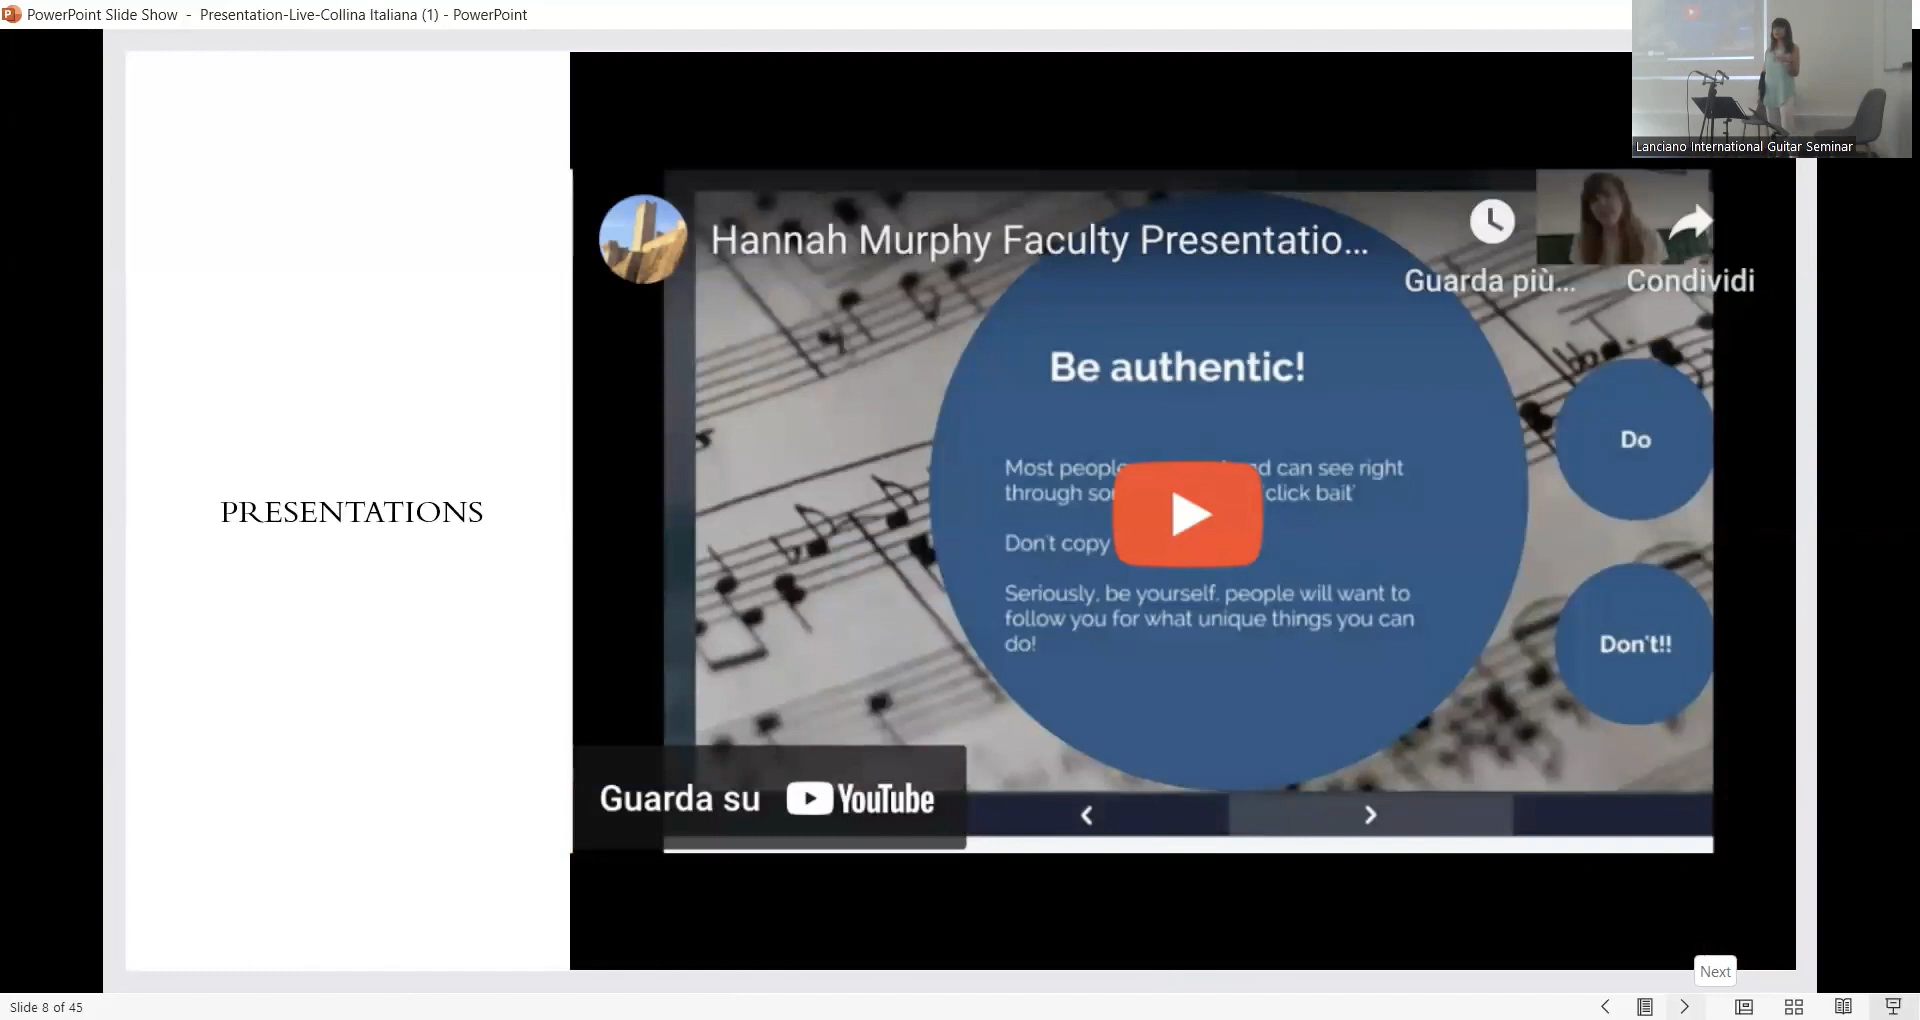 PowerPoint Slide Show - Presentation-Live-Collina Italiana (1) - PowerPoint
Lanciano International Guitar Seminar
Hannah Murphy Faculty Presentatio...
Guarda più...
Condividi
Be authentic!
Most people
d can see right
through
click bait'
Don't copy
Seriously, be yourself, people will want to
follow you for what unique things you can
do!
Do
Don't!!
PRESENTATIONS
Guarda su YouTube
Next
Slide 8 of 45